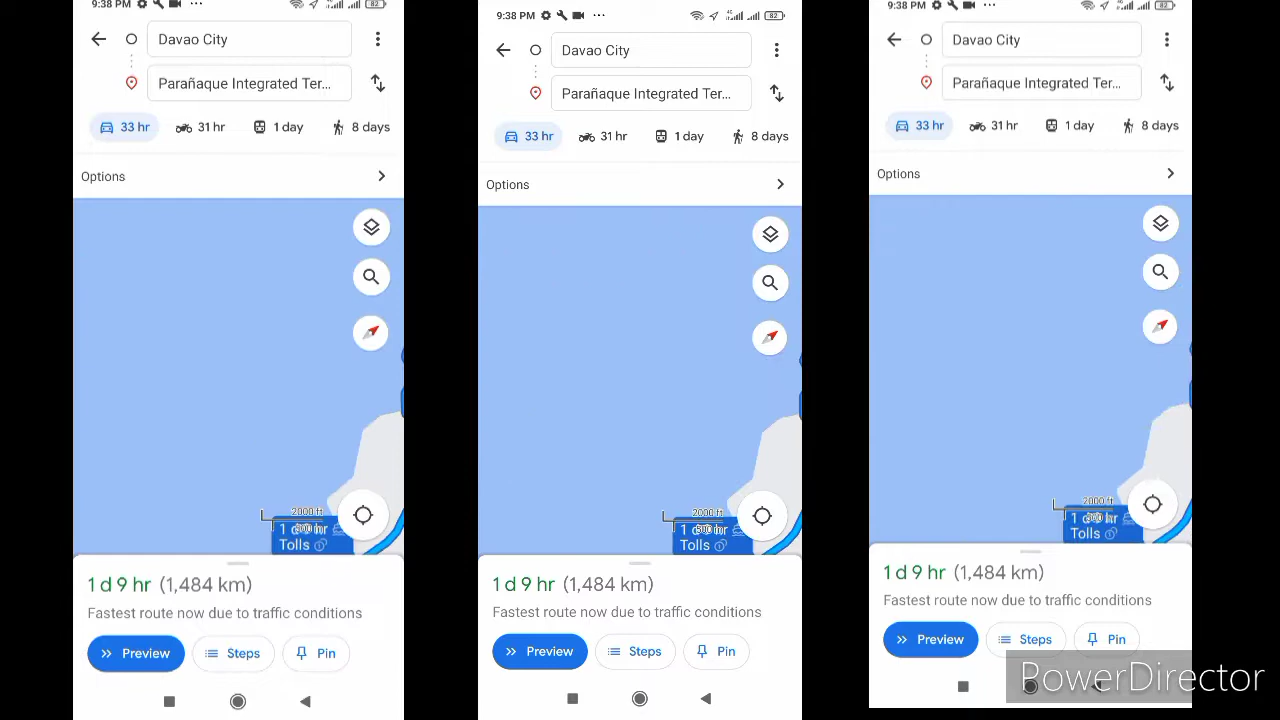 9:38 PM ... 82
Davao City
Parañaque Integrated Ter...
33 hr 31 hr 1 day 8 days
Options
2000 ft
Tolls
1 d 9 hr (1,484 km)
Fastest route now due to traffic conditions
Preview Steps Pin
9:38 PM ... 82
Davao City
Parañaque Integrated Ter...
33 hr 31 hr 1 day 8 days
Options
2000 ft
Tolls
1 d 9 hr (1,484 km)
Fastest route now due to traffic conditions
Preview Steps Pin
9:38 PM ... 82
Davao City
Parañaque Integrated Ter...
33 hr 31 hr 1 day 8 days
Options
2000 ft
Tolls
1 d 9 hr (1,484 km)
Fastest route now due to traffic conditions
Preview Steps Pin
PowerDirector